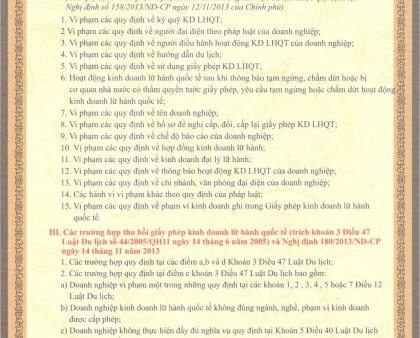 Nghị định số 158/2013/NĐ-CP ngày 12/11/2013 của Chính phủ)
1. Vi phạm các quy định về ký quỹ KD LHQT;
2 Vi phạm các quy định về người đại diện theo pháp luật của doanh nghiệp;
3. Vi phạm các quy định về người điều hành hoạt động KD LHQT của doanh nghiệp;
4. Vi phạm các quy định về hướng dẫn du lịch;
5. Vi phạm các quy định về sử dụng giấy phép KD LHQT;
6. Hoạt động kinh doanh lữ hành quốc tế sau khi thông báo tạm ngừng, chấm dứt hoặc bị
cơ quan nhà nước có thẩm quyền tước giấy phép, yêu cầu tạm ngừng hoặc chấm dứt hoạt động
kinh doanh lữ hành quốc tế;
7. Vi phạm các quy định về tên doanh nghiệp;
8. Vi phạm các quy định về hồ sơ đề nghị cấp, đổi, cấp lại giấy phép KD LHQT;
9. Vi phạm các quy định về chế độ báo cáo của doanh nghiệp;
10. Vị phạm các quy định về hợp đồng kinh doanh lữ hành;
11. Vi phạm các quy định về kinh doanh đại lý lữ hành;
12. Vi phạm các quy định về thông báo hoạt động KD LHQT của doanh nghiệp;
13. Vi phạm các quy định về chi nhánh, văn phòng đại diện của doanh nghiệp;
14. Các hành vi vi phạm khác theo quy định của pháp luật;
15. Vi phạm các quy định về phạm vi kinh doanh ghi trong Giấy phép kinh doanh lữ hành
quốc tế.
III. Các trường hợp thu hồi giấy phép kinh doanh lữ hành quốc tế (trích khoản 3 Điều 47
Luật Du lịch số 44/2005/QH11 ngày 14 tháng 6 năm 2005) và Nghị định 180/2013/NĐ-CP
ngày 14 tháng 11 năm 2013
1. Các trường hợp quy định tại các điểm a,b và d Khoản 3 Điều 47 Luật Du lịch;
2. Các trường hợp quy định tại điểm c khoản 3 Điều 47 Luật Du lịch bao gồm:
a) Doanh nghiệp vi phạm một trong những quy định tại các khoản 1, 2 , 3, 4 , 5 hoặc 7 Điều 12
Luật Du lịch;
b) Doanh nghiệp kinh doanh lữ hành quốc tế không đúng ngành, nghề, phạm vi kinh doanh
được cấp phép;
c) Doanh nghiệp không thực hiện đầy đủ nghĩa vụ quy định tại Khoản 5 Điều 40 Luật Du lịch